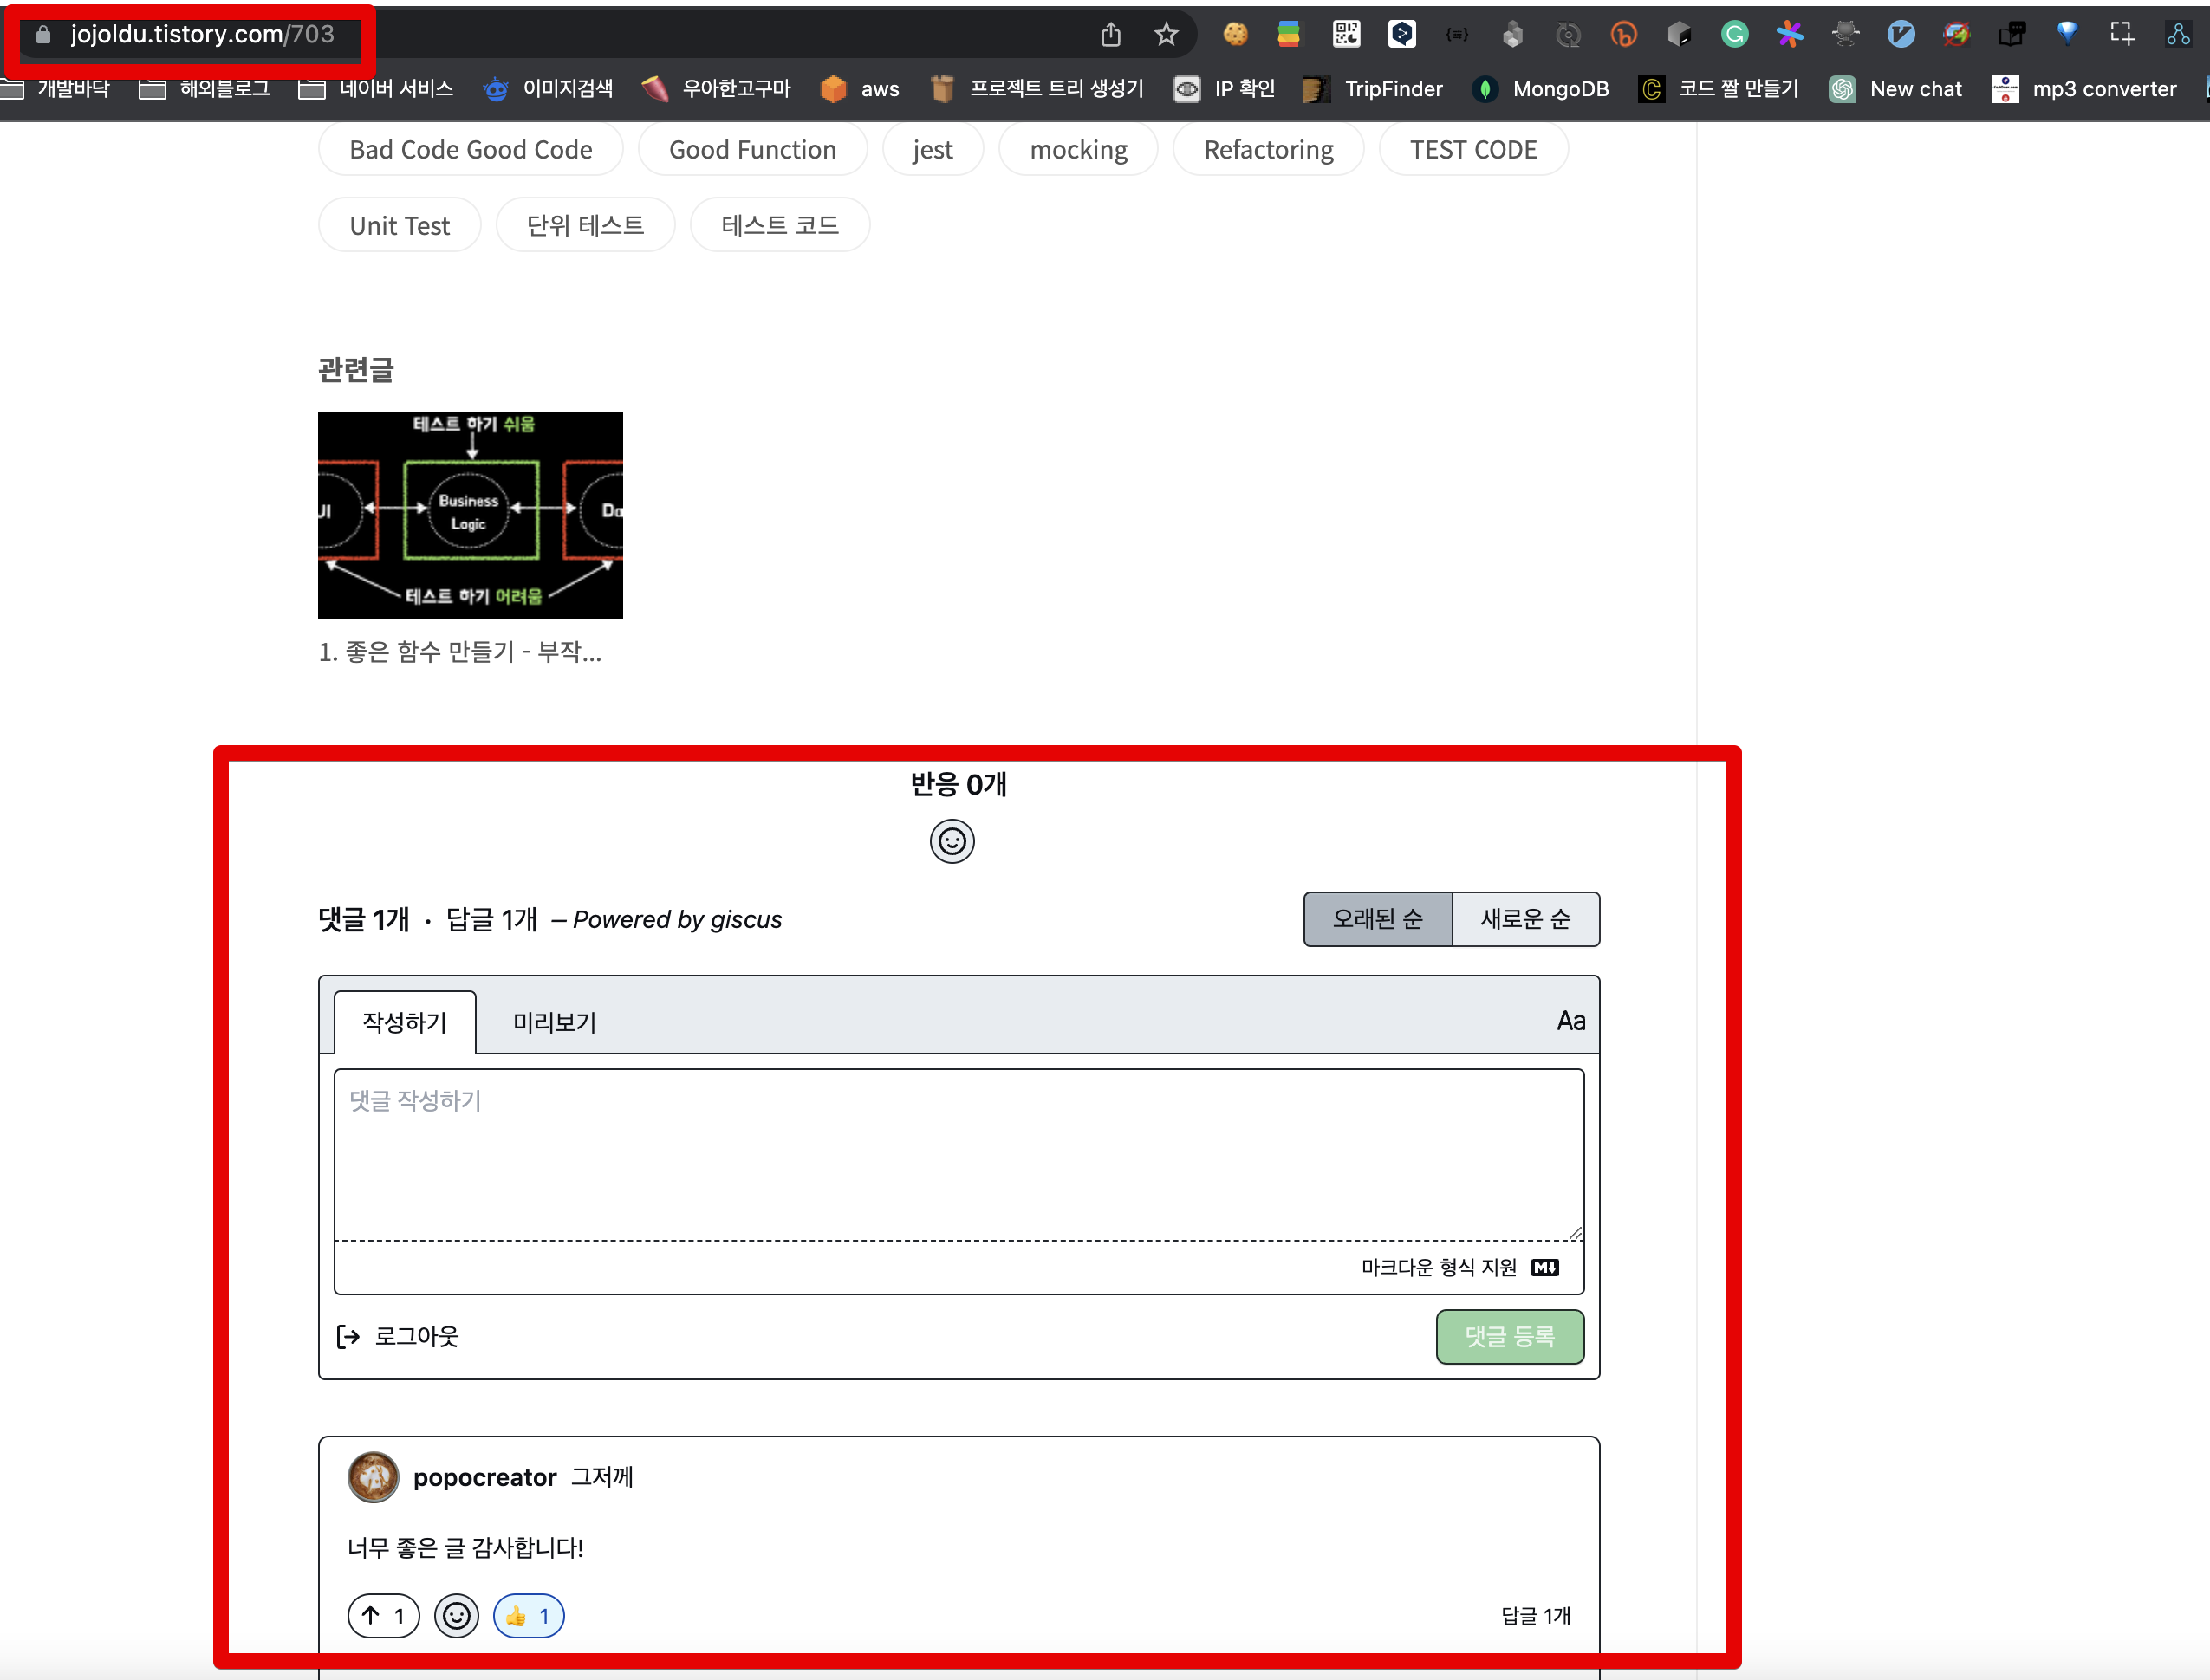 jojoldu.tistory.com/703
개발바닥 해외블로그 네이버 서비스 이미지검색 우아한고구마 aws 프로젝트 트리 생성기 IP 확인 TripFinder MongoDB 코드 짤 만들기 New chat mp3 converter
Bad Code Good Code Good Function jest mocking Refactoring TEST CODE
Unit Test 단위 테스트 테스트 코드
관련글
테스트 하기 쉬움
UI
Business
Logic
Da
테스트 하기 어려움
1. 좋은 함수 만들기 - 부작...
반응 0개
댓글 1개 · 답글 1개 – Powered by giscus
오래된 순 새로운 순
작성하기 미리보기 Aa
댓글 작성하기
마크다운 형식 지원 M↓
로그아웃 댓글 등록
popocreator 그저께
너무 좋은 글 감사합니다!
↑ 1 👍 1 답글 1개